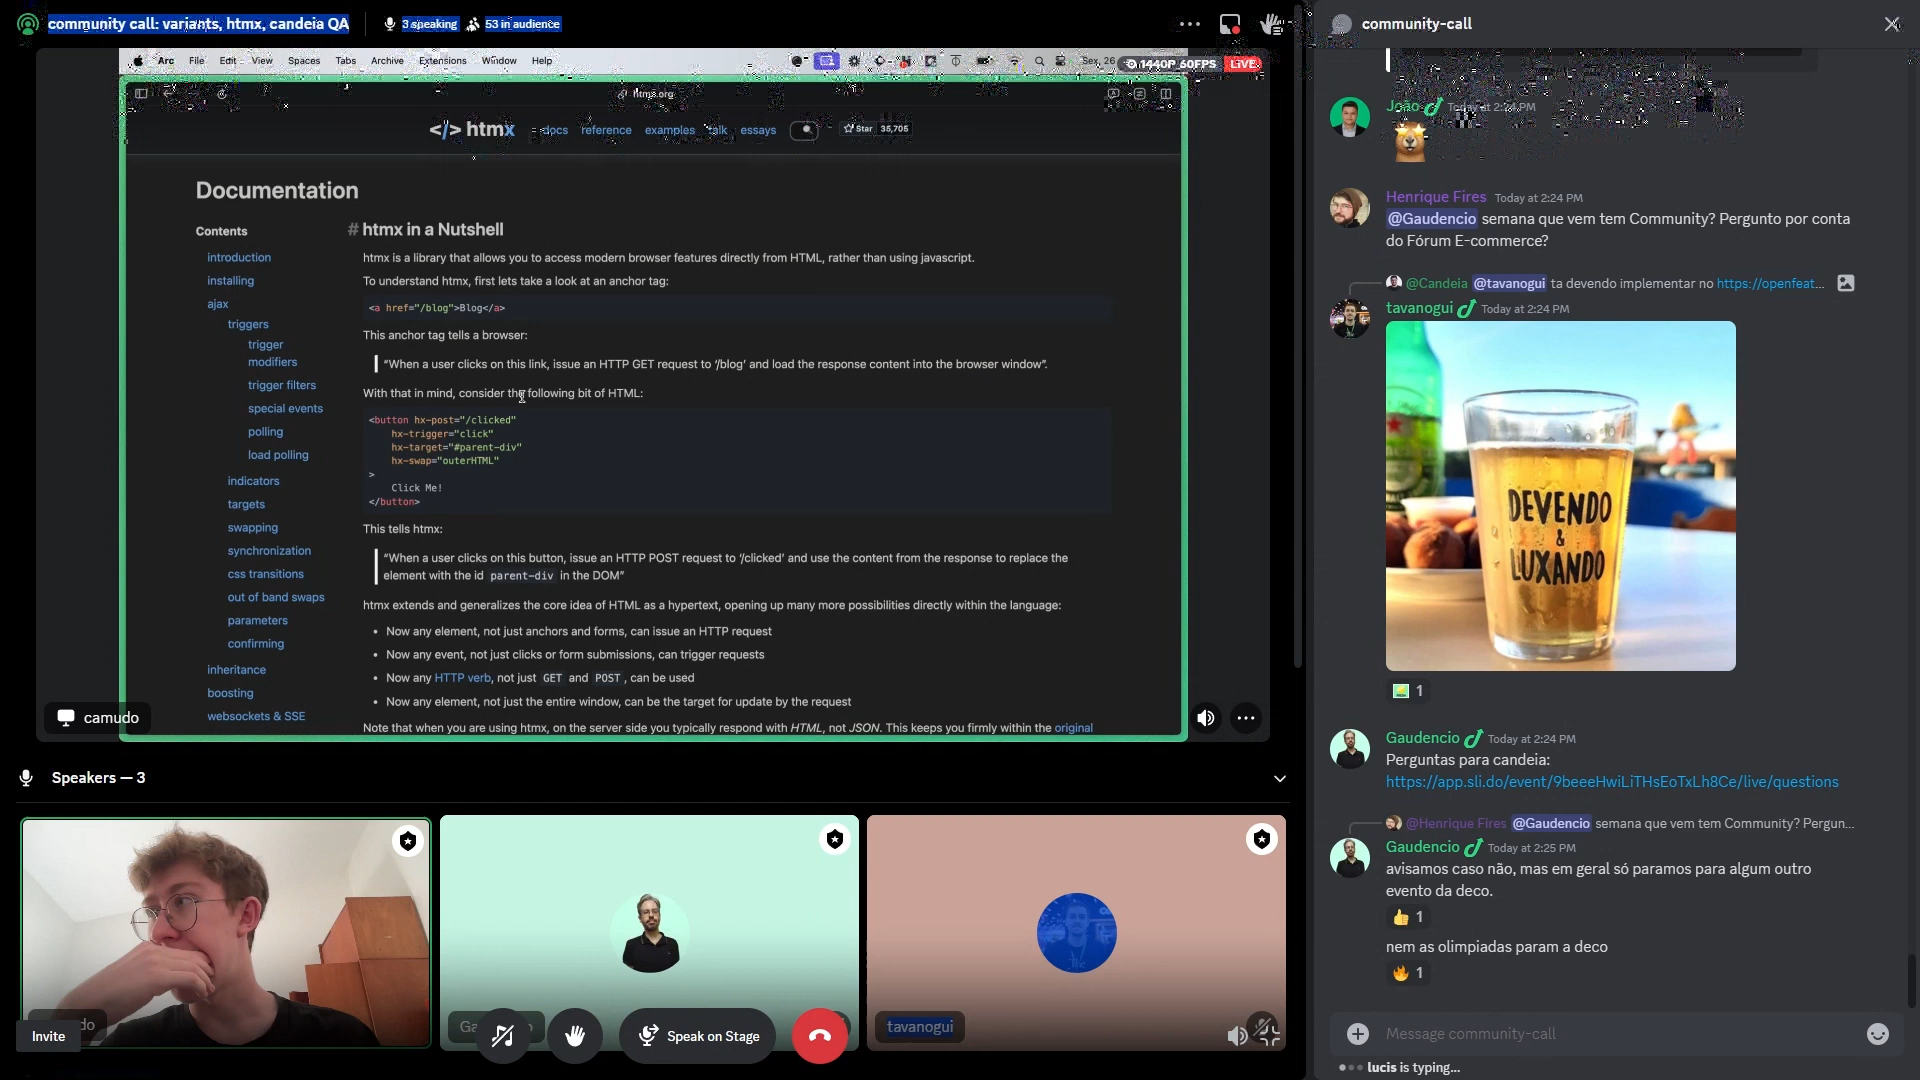 community call: variants, htmx, candeia QA
3 speaking
53 in audience
Arc File Edit View Spaces Tabs Archive Extensions Window Help
Sex. 26
1440P 60FPS
LIVE
htmx.org
</> htmx
docs reference examples talk essays
Star 35,705
Documentation
Contents
introduction
installing
ajax
triggers
trigger
modifiers
trigger filters
special events
polling
load polling
indicators
targets
swapping
synchronization
css transitions
out of band swaps
parameters
confirming
inheritance
boosting
websockets & SSE
# htmx in a Nutshell
htmx is a library that allows you to access modern browser features directly from HTML, rather than using javascript.
To understand htmx, first lets take a look at an anchor tag:
<a href="/blog">Blog</a>
This anchor tag tells a browser:
“When a user clicks on this link, issue an HTTP GET request to ‘/blog’ and load the response content into the browser window”.
With that in mind, consider the following bit of HTML:
<button hx-post="/clicked"
hx-trigger="click"
hx-target="#parent-div"
hx-swap="outerHTML"
>
Click Me!
</button>
This tells htmx:
“When a user clicks on this button, issue an HTTP POST request to ‘/clicked’ and use the content from the response to replace the
element with the id parent-div in the DOM”
htmx extends and generalizes the core idea of HTML as a hypertext, opening up many more possibilities directly within the language:
• Now any element, not just anchors and forms, can issue an HTTP request
• Now any event, not just clicks or form submissions, can trigger requests
• Now any HTTP verb, not just GET and POST, can be used
• Now any element, not just the entire window, can be the target for update by the request
Note that when you are using htmx, on the server side you typically respond with HTML, not JSON. This keeps you firmly within the original
camudo
Speakers — 3
do
Ga
tavanogui
Invite
Speak on Stage
community-call
João Today at 2:24 PM
Henrique Fires Today at 2:24 PM
@Gaudencio semana que vem tem Community? Pergunto por conta
do Fórum E-commerce?
@Candeia @tavanogui ta devendo implementar no https://openfeat...
tavanogui Today at 2:24 PM
DEVENDO
&
LUXANDO
1
Gaudencio Today at 2:24 PM
Perguntas para candeia:
https://app.sli.do/event/9beeeHwiLiTHsEoTxLh8Ce/live/questions
@Henrique Fires @Gaudencio semana que vem tem Community? Pergun...
Gaudencio Today at 2:25 PM
avisamos caso não, mas em geral só paramos para algum outro
evento da deco.
1
nem as olimpiadas param a deco
1
Message community-call
lucis is typing...